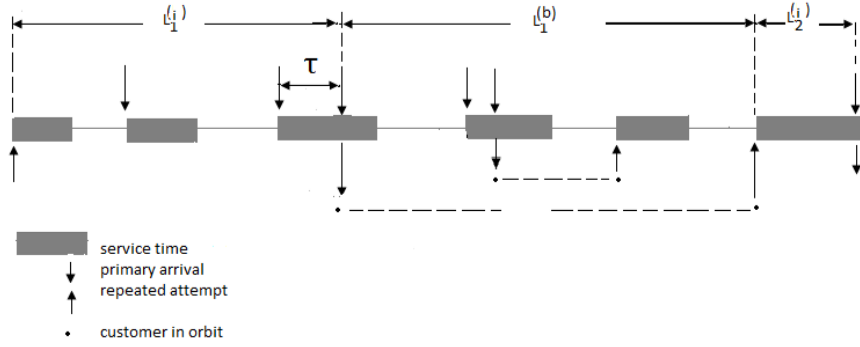 L₁⁽ⁱ⁾ L₁⁽ᵇ⁾ L₂⁽ⁱ⁾
τ
service time
primary arrival
repeated attempt
customer in orbit